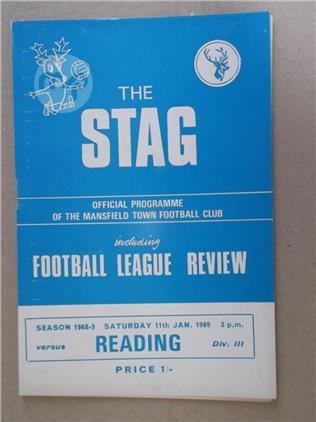 THE
STAG
OFFICIAL PROGRAMME
OF THE MANSFIELD TOWN FOOTBALL CLUB
including
FOOTBALL LEAGUE REVIEW
SEASON 1968-9 SATURDAY 11th JAN. 1969 3 p.m.
versus READING Div. III
PRICE 1/-